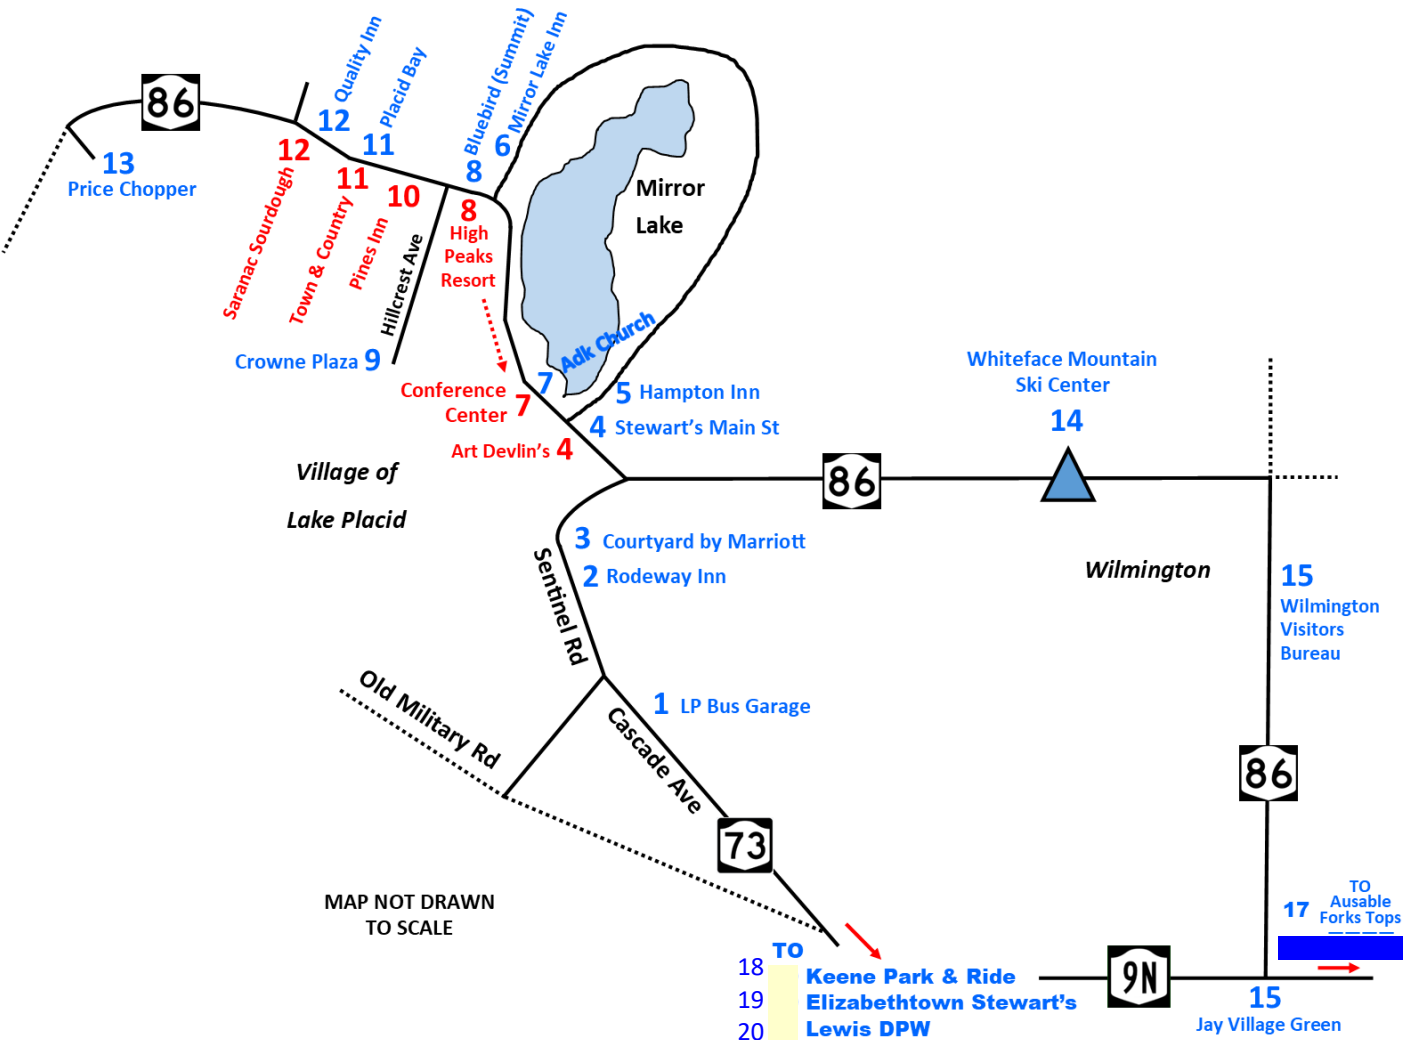 86
13
Price Chopper
12
Quality Inn
11
Placid Bay
8
Bluebird (Summit)
6
Mirror Lake Inn
12
Saranac Sourdough
11
Town & Country
10
Pines Inn
8
High
Peaks
Resort
Hillcrest Ave
Crowne Plaza 9
Mirror
Lake
7 Adk Church
Conference
Center 7
5 Hampton Inn
4 Stewart’s Main St
Art Devlin’s 4
Village of
Lake Placid
86
Whiteface Mountain
Ski Center
14
3 Courtyard by Marriott
2 Rodeway Inn
Sentinel Rd
Wilmington
15
Wilmington
Visitors
Bureau
Old Military Rd
1 LP Bus Garage
Cascade Ave
73
86
MAP NOT DRAWN
TO SCALE
17
TO
Ausable
Forks Tops
TO
18 Keene Park & Ride
19 Elizabethtown Stewart’s
20 Lewis DPW
9N
15
Jay Village Green